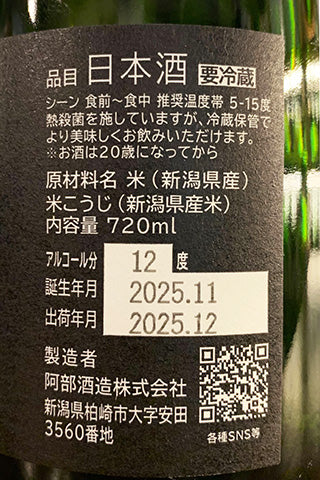 品目 日本酒 要冷蔵
シーン 食前～食中 推奨温度帯 5-15度
熱殺菌を施していますが、冷蔵保管で
より美味しくお飲みいただけます。
※お酒は20歳になってから
原材料名 米（新潟県産）
米こうじ（新潟県産米）
内容量 720ml
アルコール分 12 度
誕生年月 2025.11
出荷年月 2025.12
製造者
阿部酒造株式会社
新潟県柏崎市大字安田
3560番地
各種SNS等